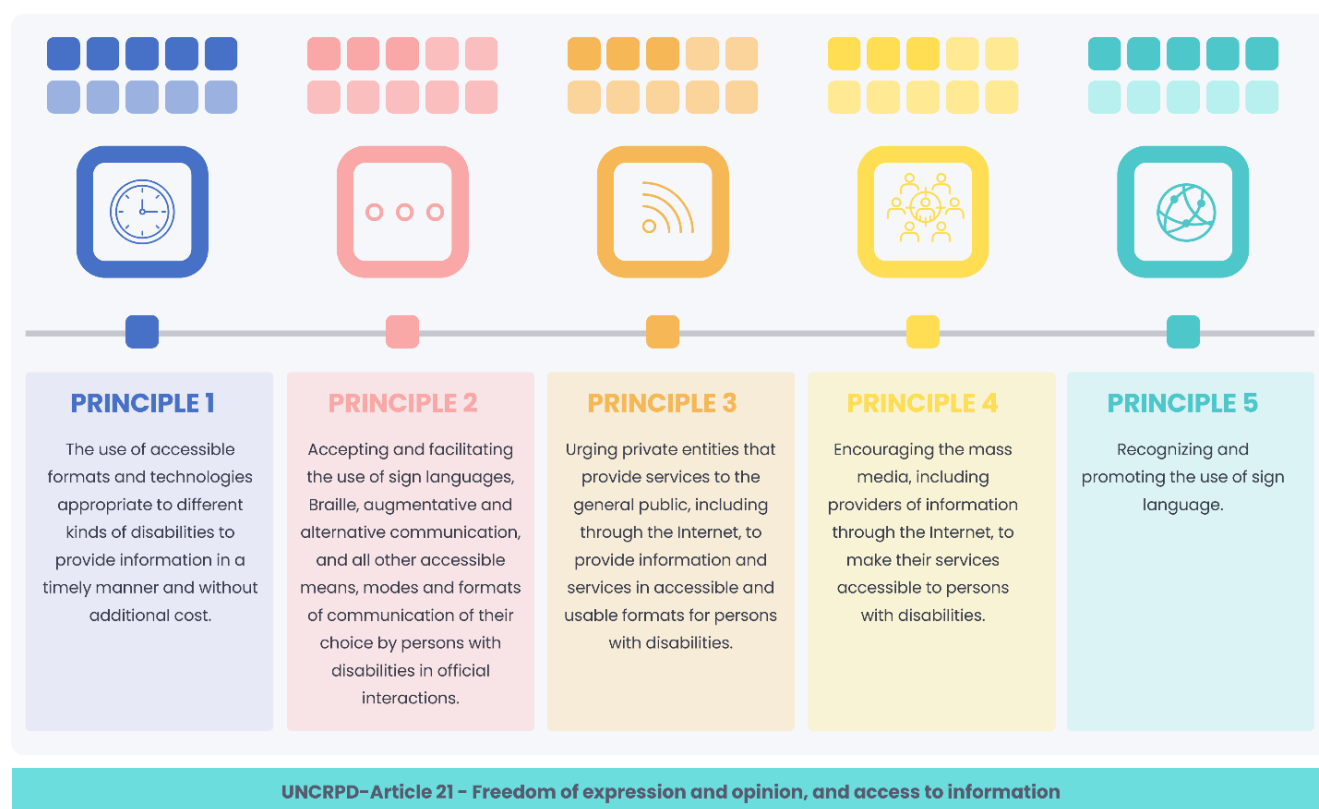 PRINCIPLE 1
The use of accessible
formats and technologies
appropriate to different
kinds of disabilities to
provide information in a
timely manner and without
additional cost.
PRINCIPLE 2
Accepting and facilitating
the use of sign languages,
Braille, augmentative and
alternative communication,
and all other accessible
means, modes and formats
of communication of their
choice by persons with
disabilities in official
interactions.
PRINCIPLE 3
Urging private entities that
provide services to the
general public, including
through the Internet, to
provide information and
services in accessible and
usable formats for persons
with disabilities.
PRINCIPLE 4
Encouraging the mass
media, including
providers of information
through the Internet, to
make their services
accessible to persons
with disabilities.
PRINCIPLE 5
Recognizing and
promoting the use of sign
language.
UNCRPD-Article 21 - Freedom of expression and opinion, and access to information